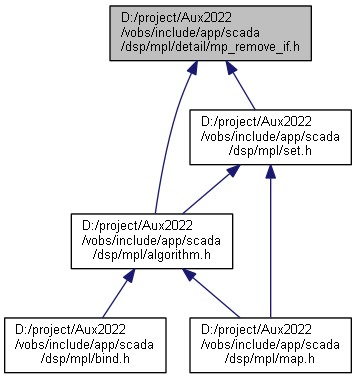 D:/project/Aux2022
/vobs/include/app/scada
/dsp/mpl/detail/mp_remove_if.h
D:/project/Aux2022
/vobs/include/app/scada
/dsp/mpl/set.h
D:/project/Aux2022
/vobs/include/app/scada
/dsp/mpl/algorithm.h
D:/project/Aux2022
/vobs/include/app/scada
/dsp/mpl/bind.h
D:/project/Aux2022
/vobs/include/app/scada
/dsp/mpl/map.h